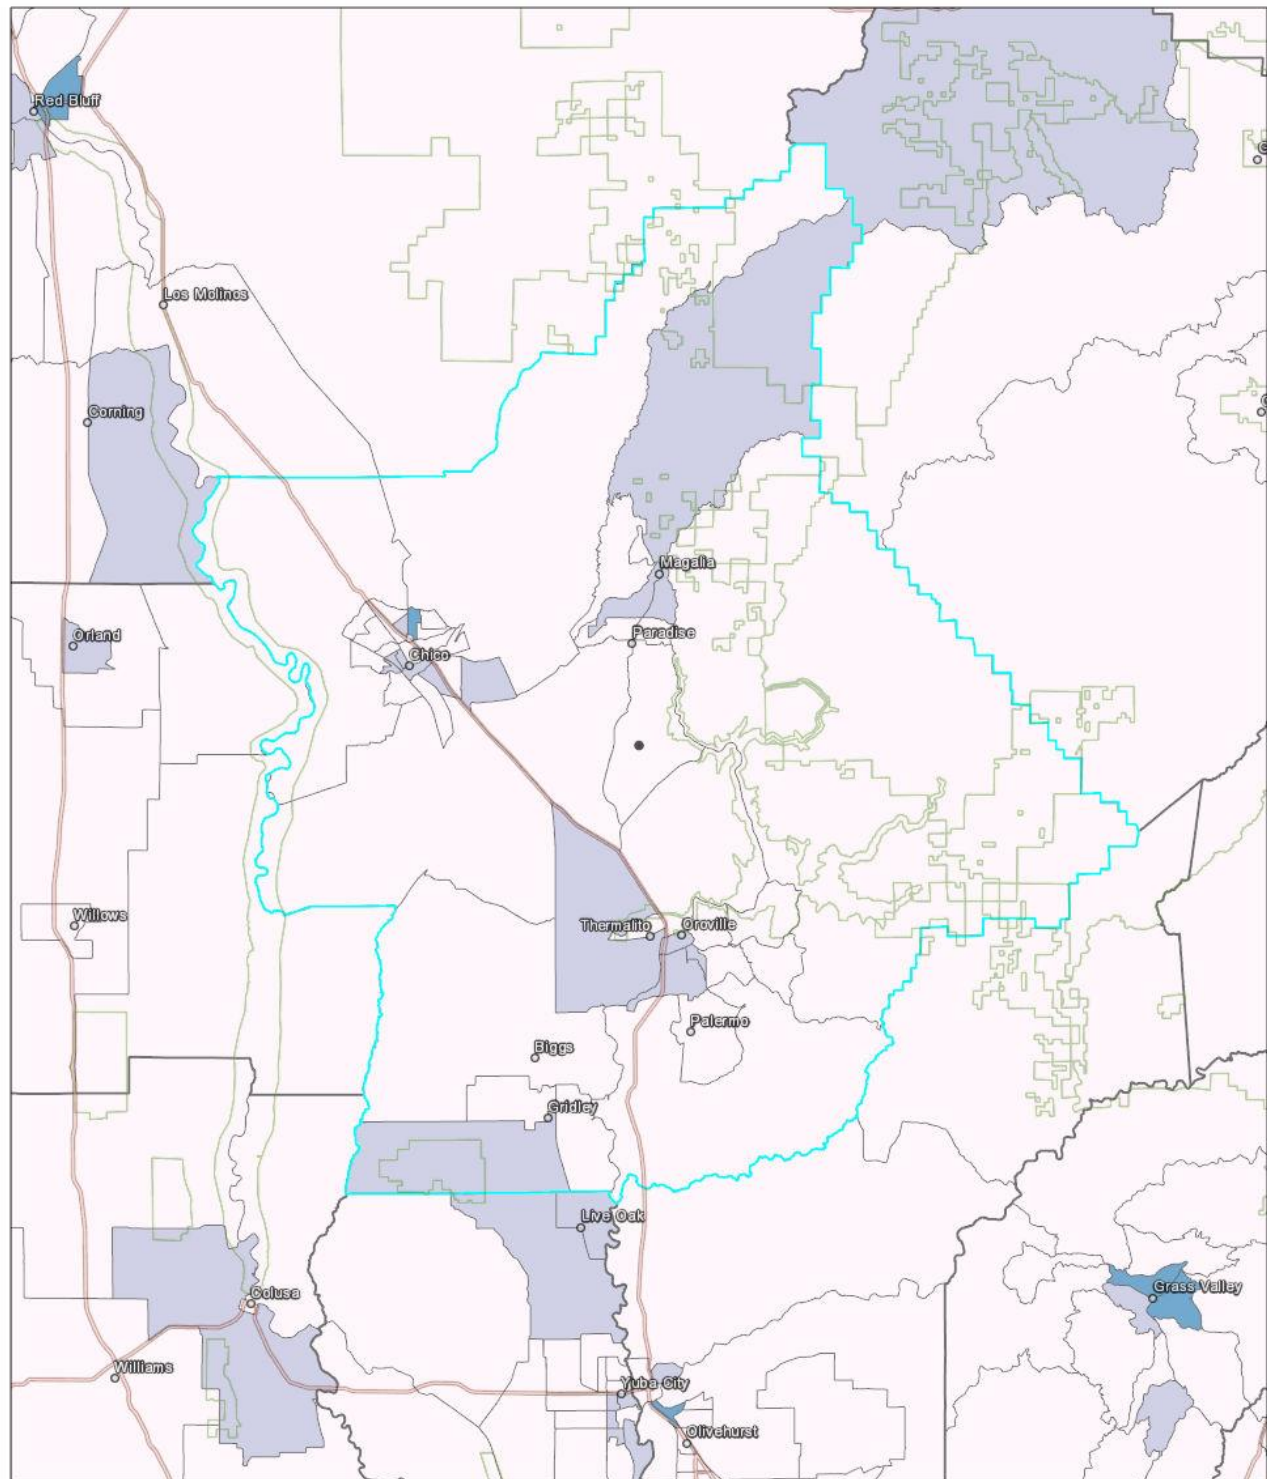 Red Bluff
Los Molinos
Corning
Magalia
Orland
Paradise
Chico
Willows
Thermalito
Oroville
Palermo
Biggs
Gridley
Live Oak
Colusa
Grass Valley
Williams
Yuba City
Olivehurst